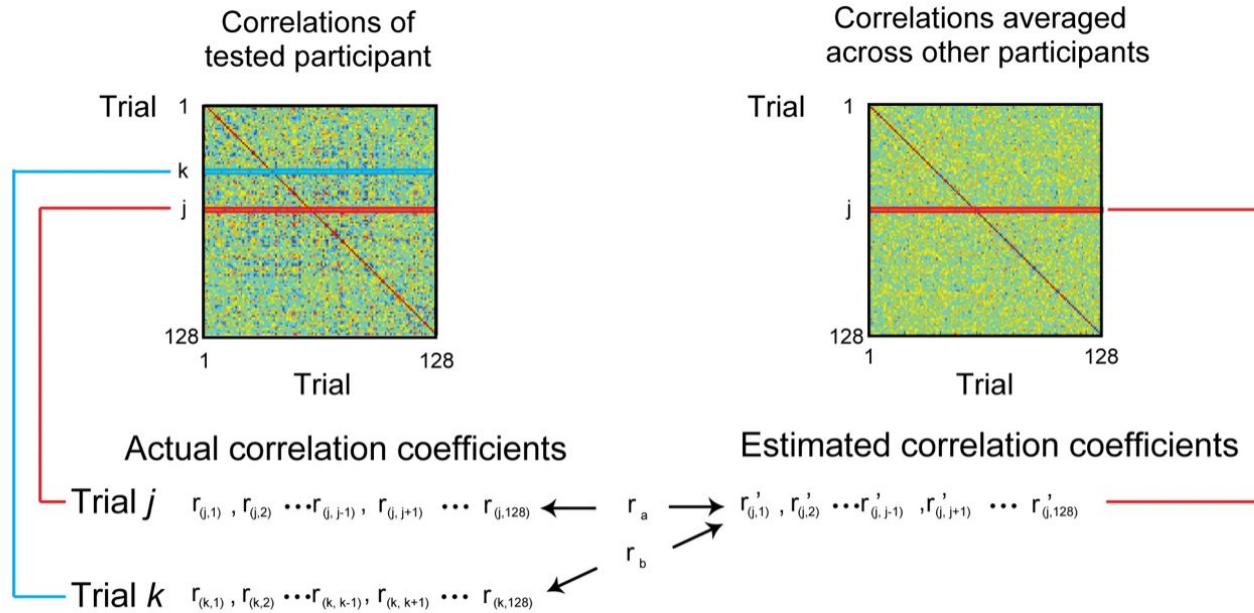 Correlations of
tested participant
Correlations averaged
across other participants
Trial 1
k
j
128
1 128
Trial
1
j
128
1 128
Trial
Actual correlation coefficients
Estimated correlation coefficients
Trial j r(j,1) , r(j,2) •••r(j, j-1), r(j, j+1) ••• r(j,128)
r a
r'(j,1) , r'(j,2) •••r'(j, j-1) ,r'(j, j+1) ••• r'(j,128)
r b
Trial k r(k,1) , r(k,2) •••r(k, k-1), r(k, k+1) ••• r(k,128)